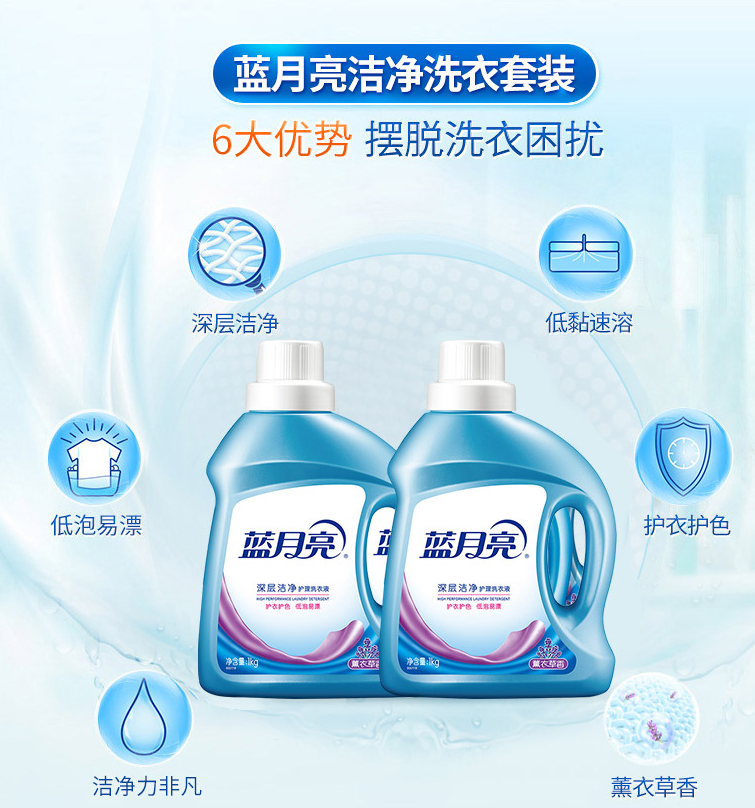 蓝月亮洁净洗衣套装
6大优势 摆脱洗衣困扰
深层洁净
低黏速溶
低泡易漂
护衣护色
蓝月亮®
深层洁净 护理洗衣液
HIGH PERFORMANCE LAUNDRY DETERGENT
护衣护色 低泡易漂
净含量:1kg
薰衣草香
蓝月亮®
深层洁净 护理洗衣液
HIGH PERFORMANCE LAUNDRY DETERGENT
护衣护色 低泡易漂
净含量:1kg
薰衣草香
洁净力非凡
薰衣草香